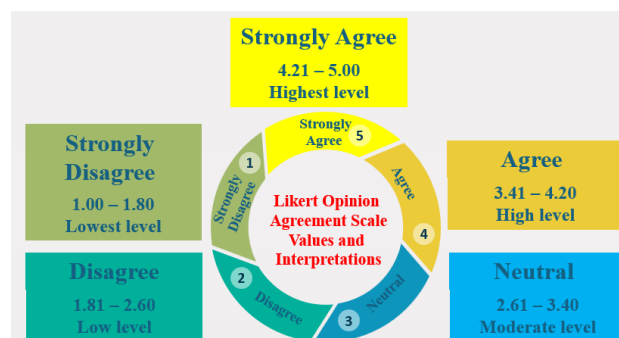 Strongly Agree
4.21 – 5.00
Highest level
Strongly
Disagree
1.00 – 1.80
Lowest level
Agree
3.41 – 4.20
High level
Disagree
1.81 – 2.60
Low level
Neutral
2.61 – 3.40
Moderate level
Strongly
Agree
5
Agree
4
Neutral
3
Disagree
2
Strongly
Disagree
1
Likert Opinion
Agreement Scale
Values and
Interpretations